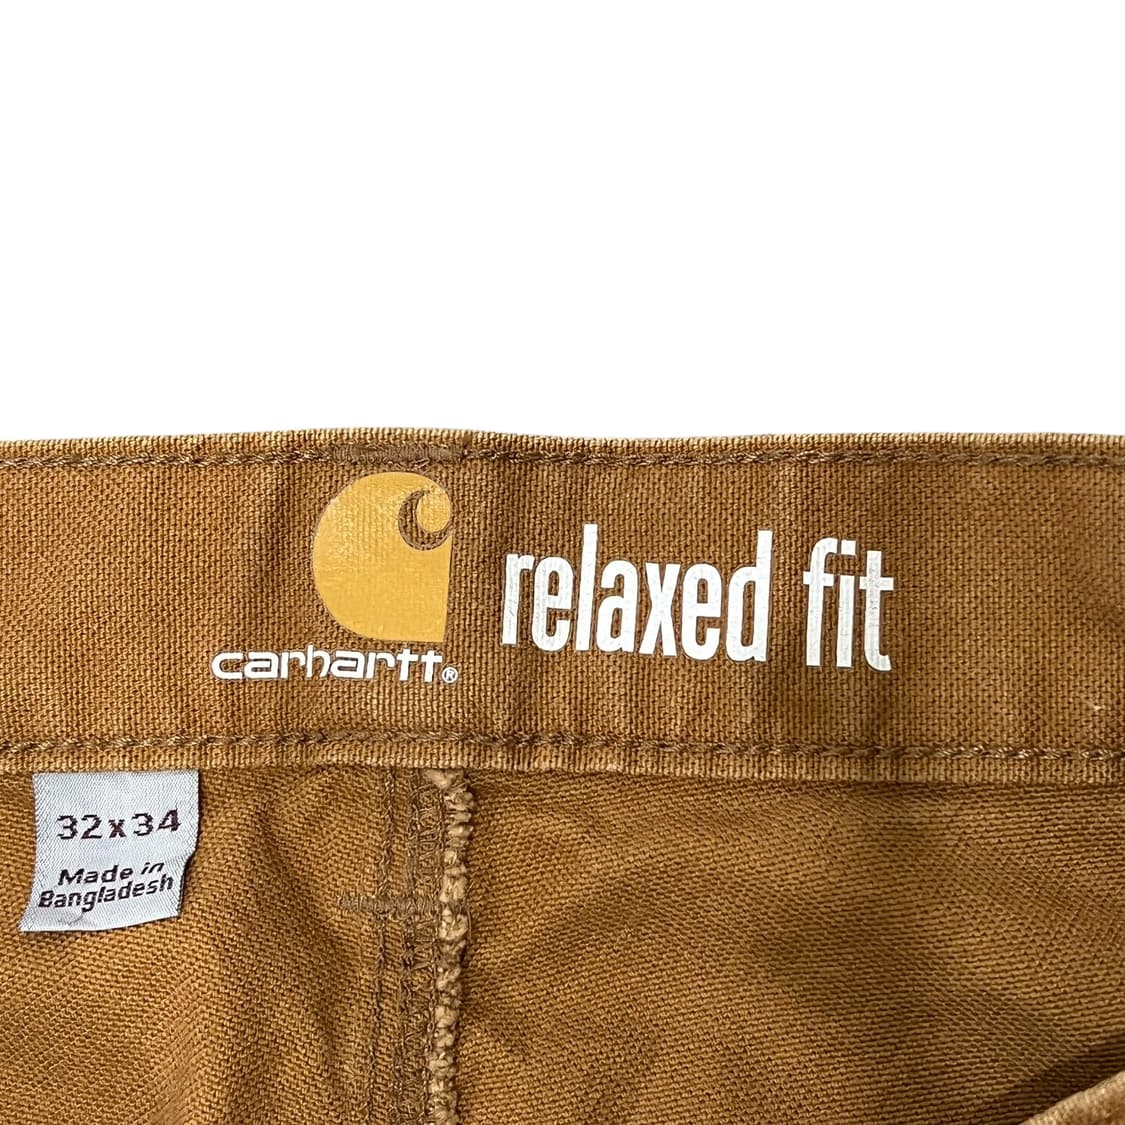 relaxed fit
carhartt®
32x34
Made in
Bangladesh